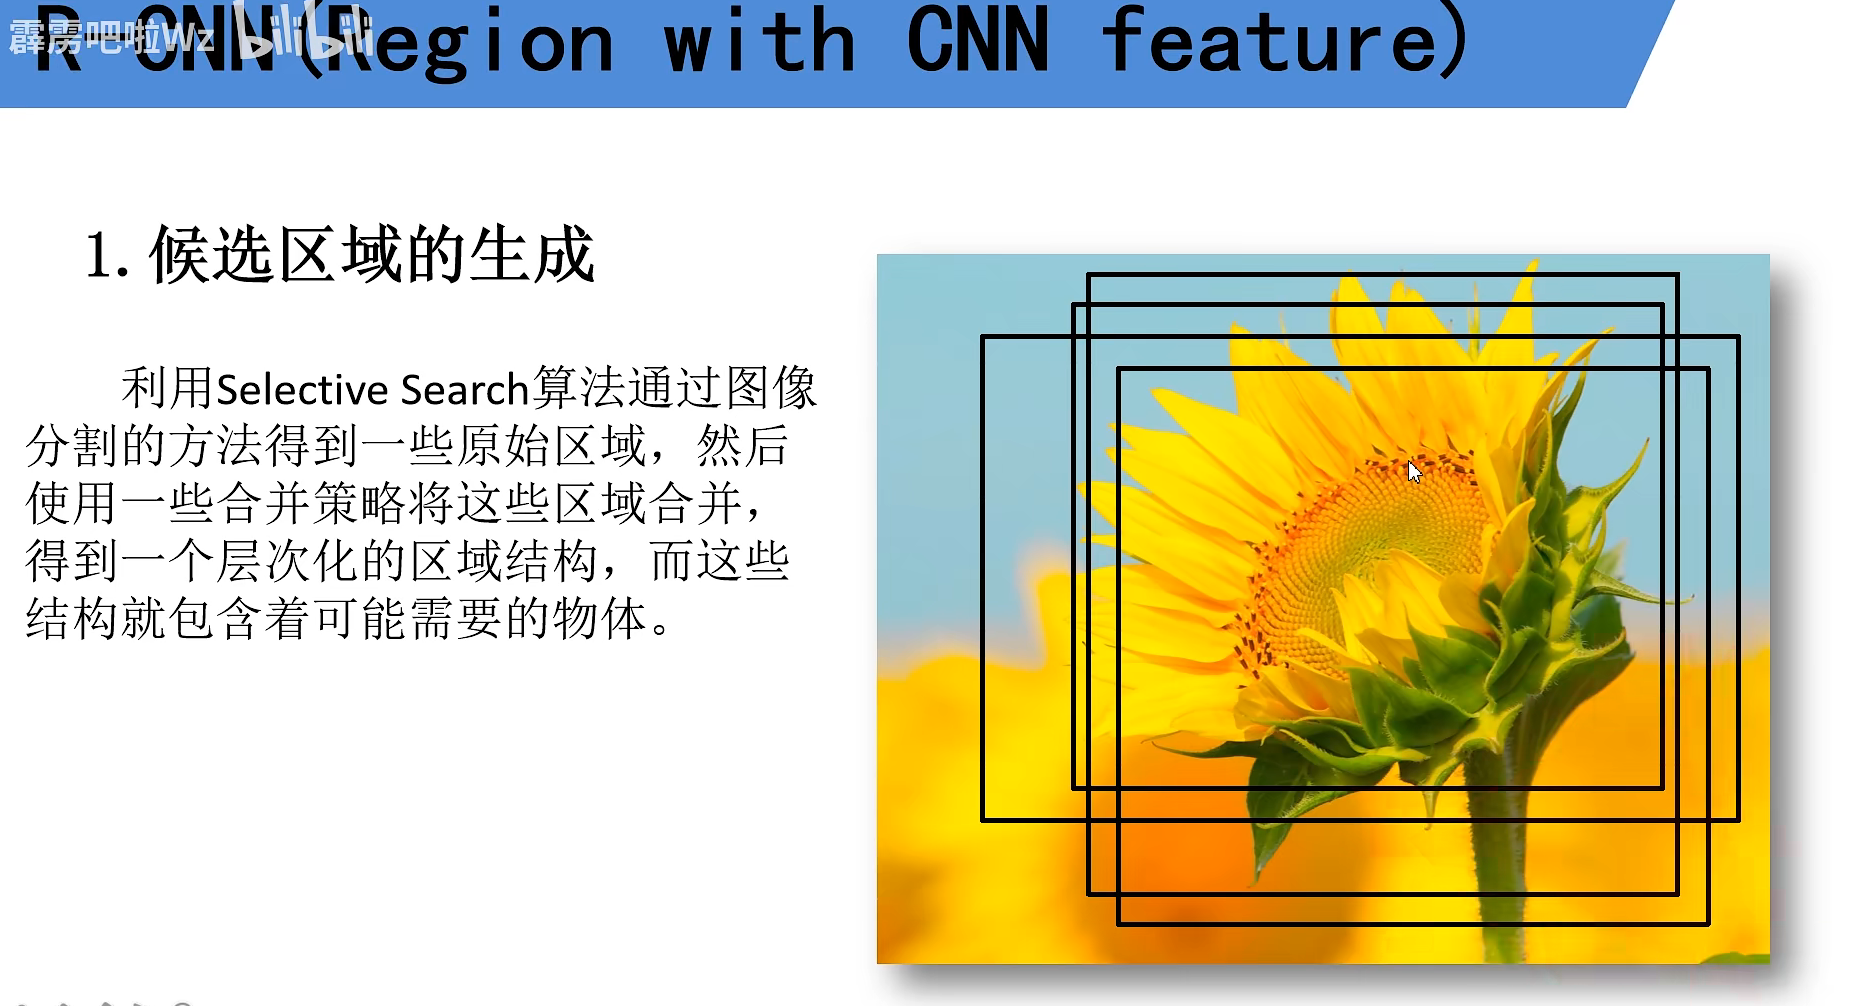 R-CNN(Region with CNN feature)
霹雳吧啦Wz bilibili
1.候选区域的生成
利用Selective Search算法通过图像
分割的方法得到一些原始区域，然后
使用一些合并策略将这些区域合并，
得到一个层次化的区域结构，而这些
结构就包含着可能需要的物体。